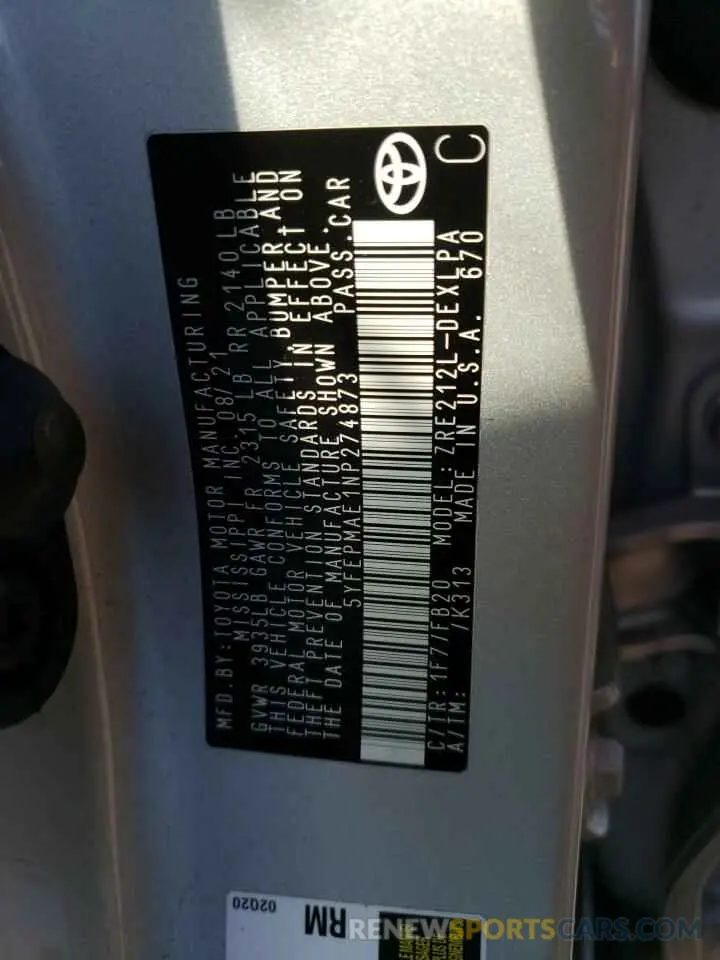 MFD.BY:TOYOTA MOTOR MANUFACTURING
MISSISSIPPI INC. 08/21
GVWR 3935LB GAWR FR 2315 LB RR 2140 LB
THIS VEHICLE CONFORMS TO ALL APPLICABLE
FEDERAL MOTOR VEHICLE SAFETY, BUMPER, AND
THEFT PREVENTION STANDARDS IN EFFECT ON
THE DATE OF MANUFACTURE SHOWN ABOVE.
5YFEPMAE1NP274873 PASS.CAR
C/TR: 1F7/FB20 MODEL: ZRE212L-DEXLPA
A/TM: /K313 MADE IN U.S.A. 670
C
02Q20
RM
RENEWSPORTSCARS.COM